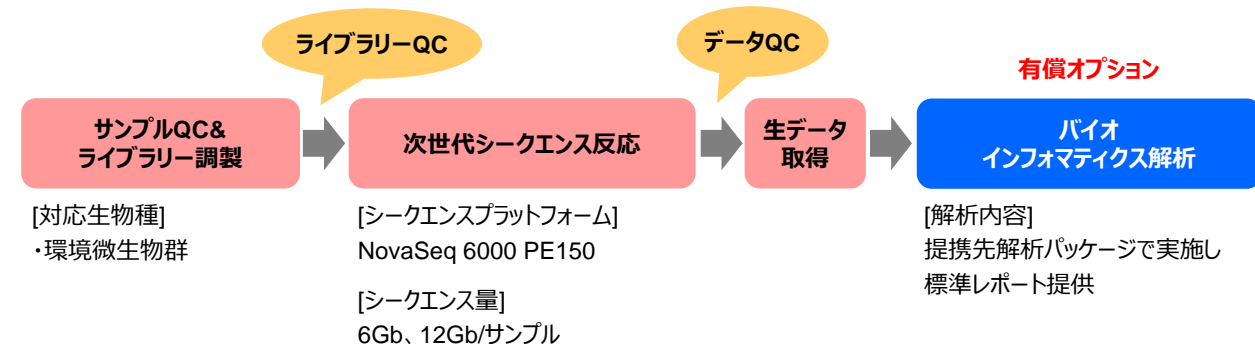 ライブラリーQC
データQC
有償オプション
サンプルQC&
ライブラリー調製
次世代シークエンス反応
生データ
取得
バイオ
インフォマティクス解析
[対応生物種]
・環境微生物群
[シークエンスプラットフォーム]
NovaSeq 6000 PE150
[シークエンス量]
6Gb、12Gb/サンプル
[解析内容]
提携先解析パッケージで実施し
標準レポート提供